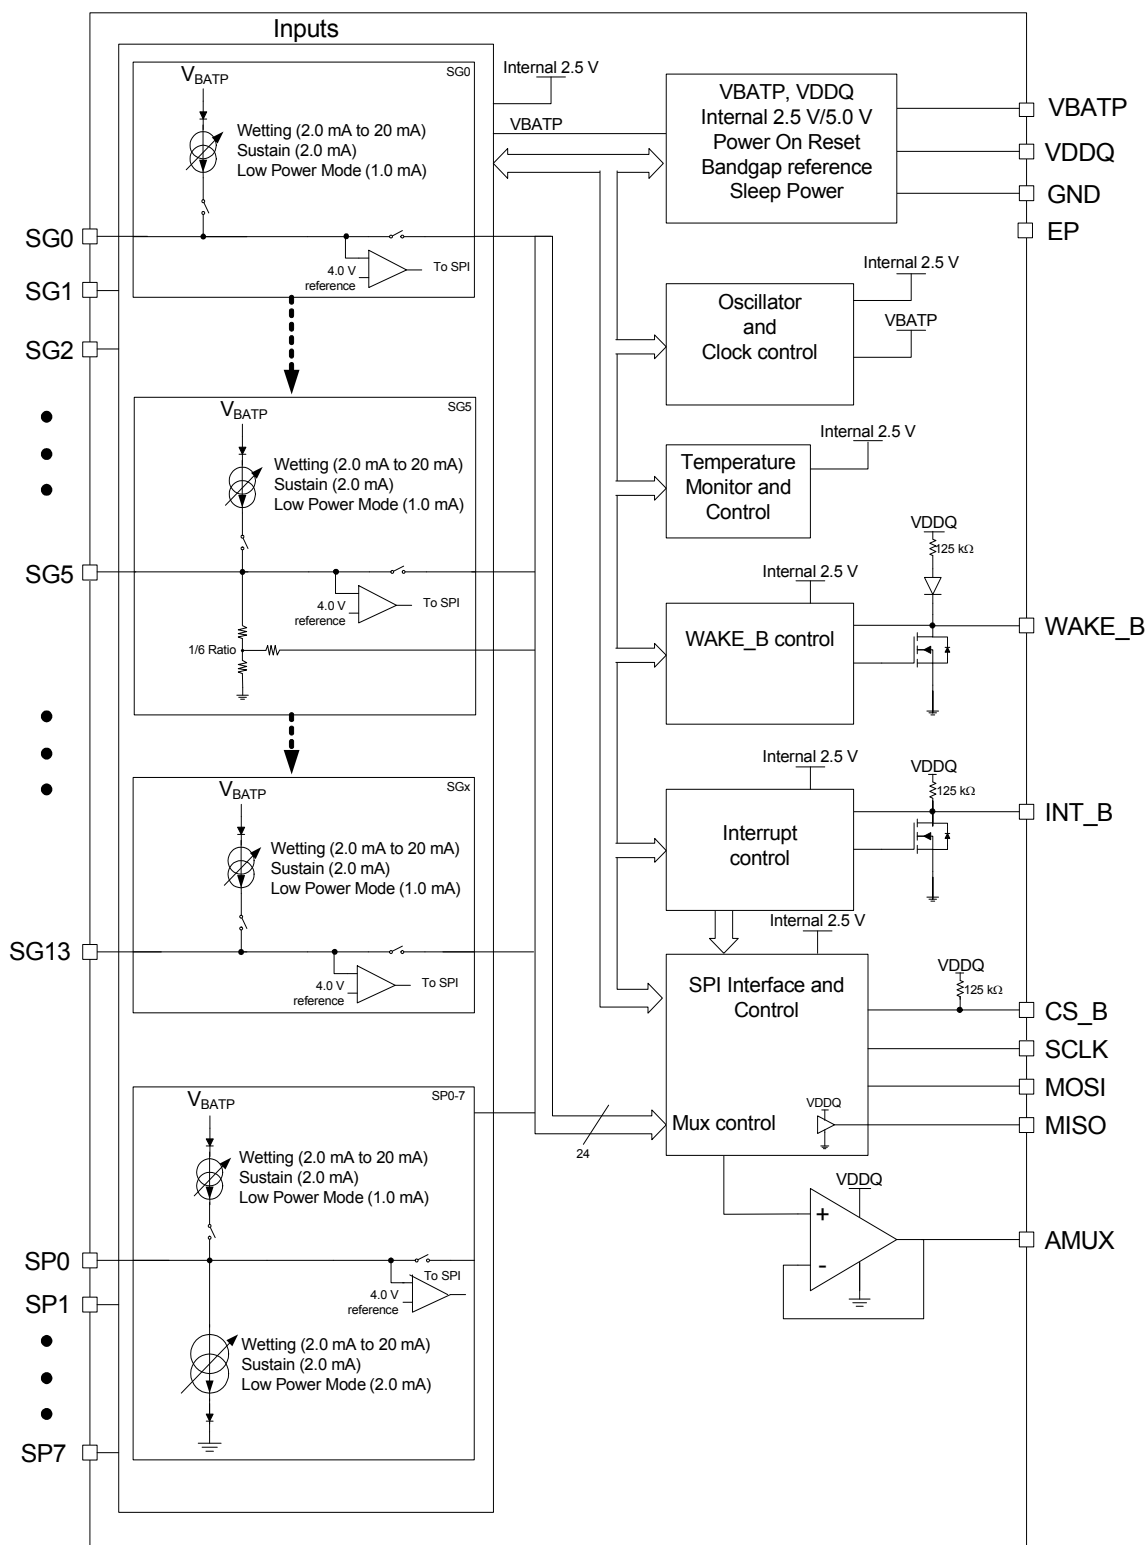 Inputs
SG0
VBATP
Wetting (2.0 mA to 20 mA)
Sustain (2.0 mA)
Low Power Mode (1.0 mA)
4.0 V
reference
To SPI
SG0
SG1
SG2
SG5
VBATP
Wetting (2.0 mA to 20 mA)
Sustain (2.0 mA)
Low Power Mode (1.0 mA)
4.0 V
reference
To SPI
1/6 Ratio
SG5
SGx
VBATP
Wetting (2.0 mA to 20 mA)
Sustain (2.0 mA)
Low Power Mode (1.0 mA)
4.0 V
reference
To SPI
SG13
SP0-7
VBATP
Wetting (2.0 mA to 20 mA)
Sustain (2.0 mA)
Low Power Mode (1.0 mA)
To SPI
4.0 V
reference
Wetting (2.0 mA to 20 mA)
Sustain (2.0 mA)
Low Power Mode (2.0 mA)
SP0
SP1
SP7
Internal 2.5 V
VBATP
VBATP, VDDQ
Internal 2.5 V/5.0 V
Power On Reset
Bandgap reference
Sleep Power
VBATP
VDDQ
GND
EP
Internal 2.5 V
Oscillator
and
Clock control
VBATP
Internal 2.5 V
Temperature
Monitor and
Control
VDDQ
125 kΩ
Internal 2.5 V
WAKE_B control
WAKE_B
Internal 2.5 V
VDDQ
125 kΩ
Interrupt
control
INT_B
Internal 2.5 V
SPI Interface and
Control
VDDQ
125 kΩ
CS_B
SCLK
MOSI
VDDQ
Mux control
MISO
24
VDDQ
+
-
AMUX